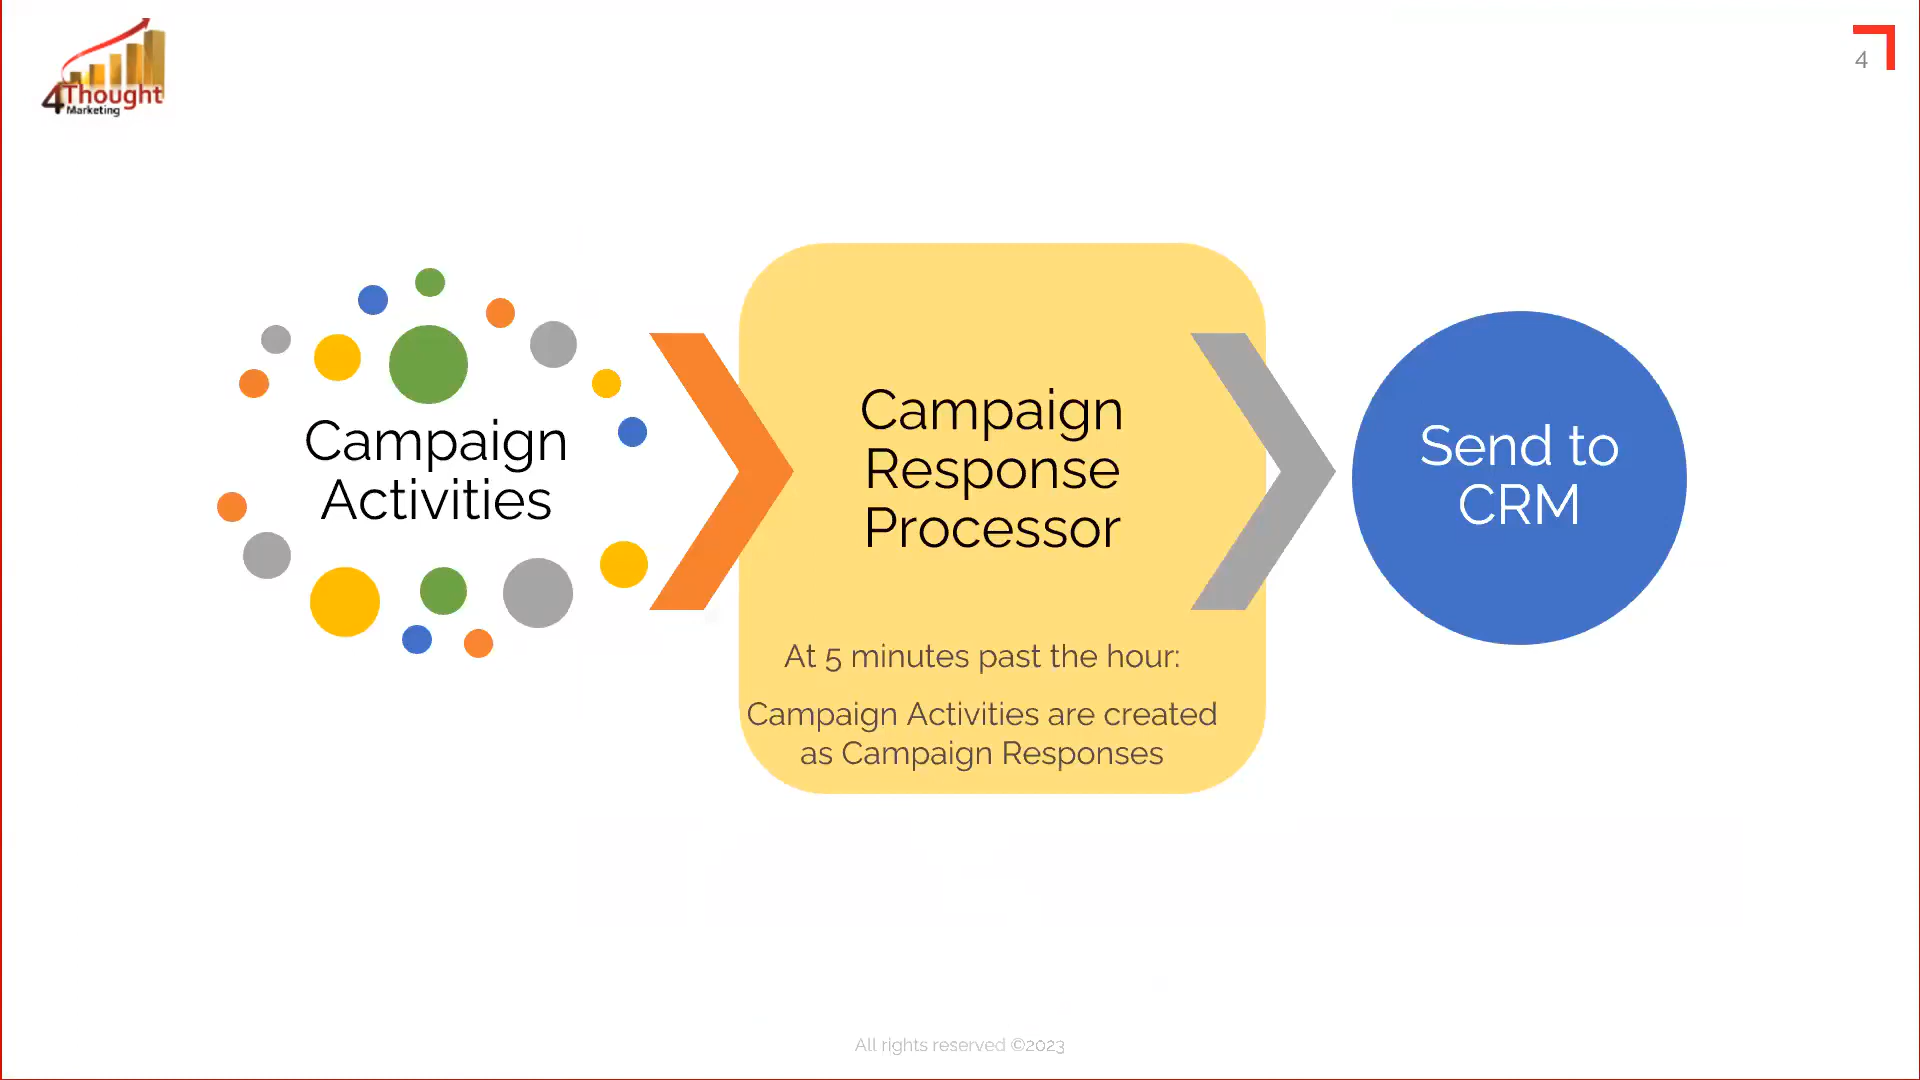 4Thought
Marketing
4
Campaign
Activities
Campaign
Response
Processor
Send to
CRM
At 5 minutes past the hour:
Campaign Activities are created
as Campaign Responses
All rights reserved ©2023